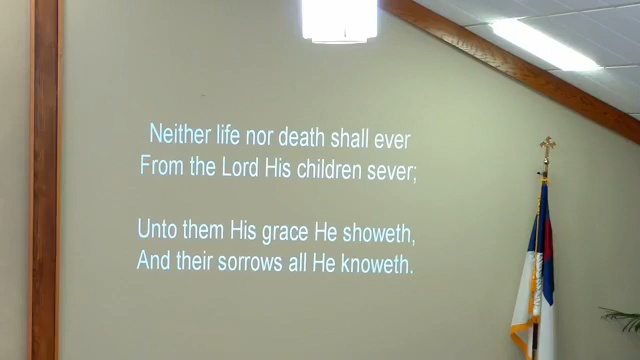 Neither life nor death shall ever
From the Lord His children sever;
Unto them His grace He showeth,
And their sorrows all He knoweth.